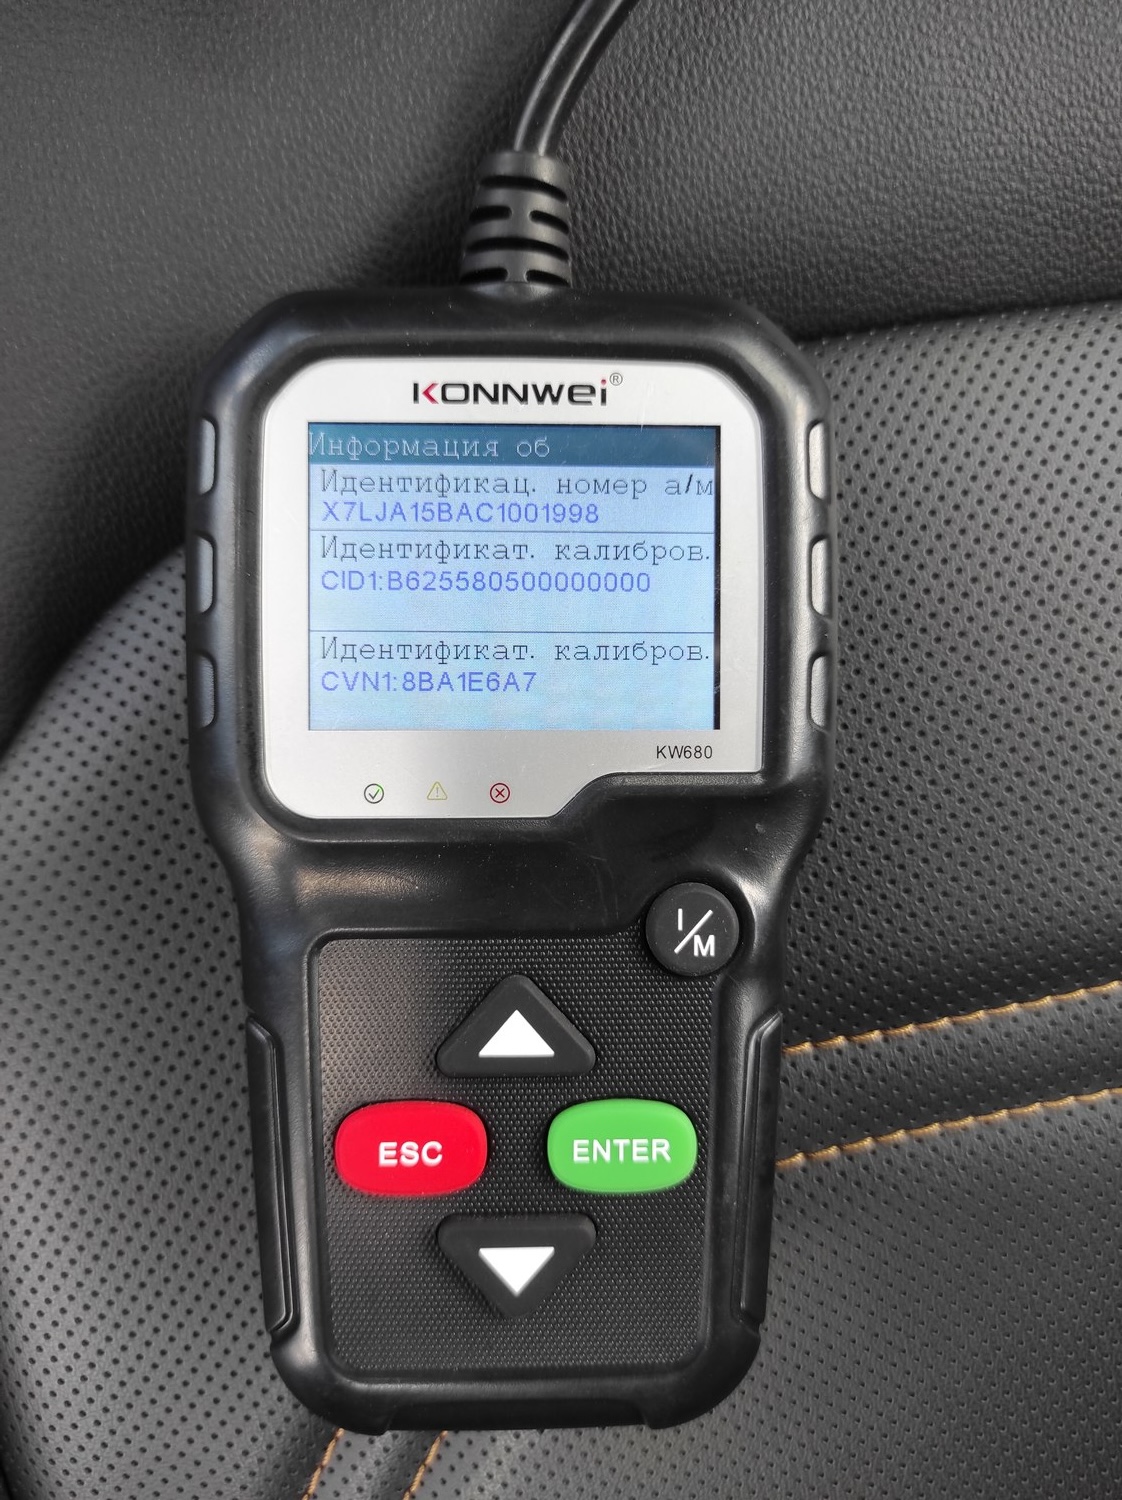 KONNWEI®
Информация об
Идентификац. номер а/м
X7LJA15BAC1001998
Идентификат. калибров.
CID1:B625580500000000
Идентификат. калибров.
CVN1:8BA1E6A7
KW680
I/M
ESC
ENTER